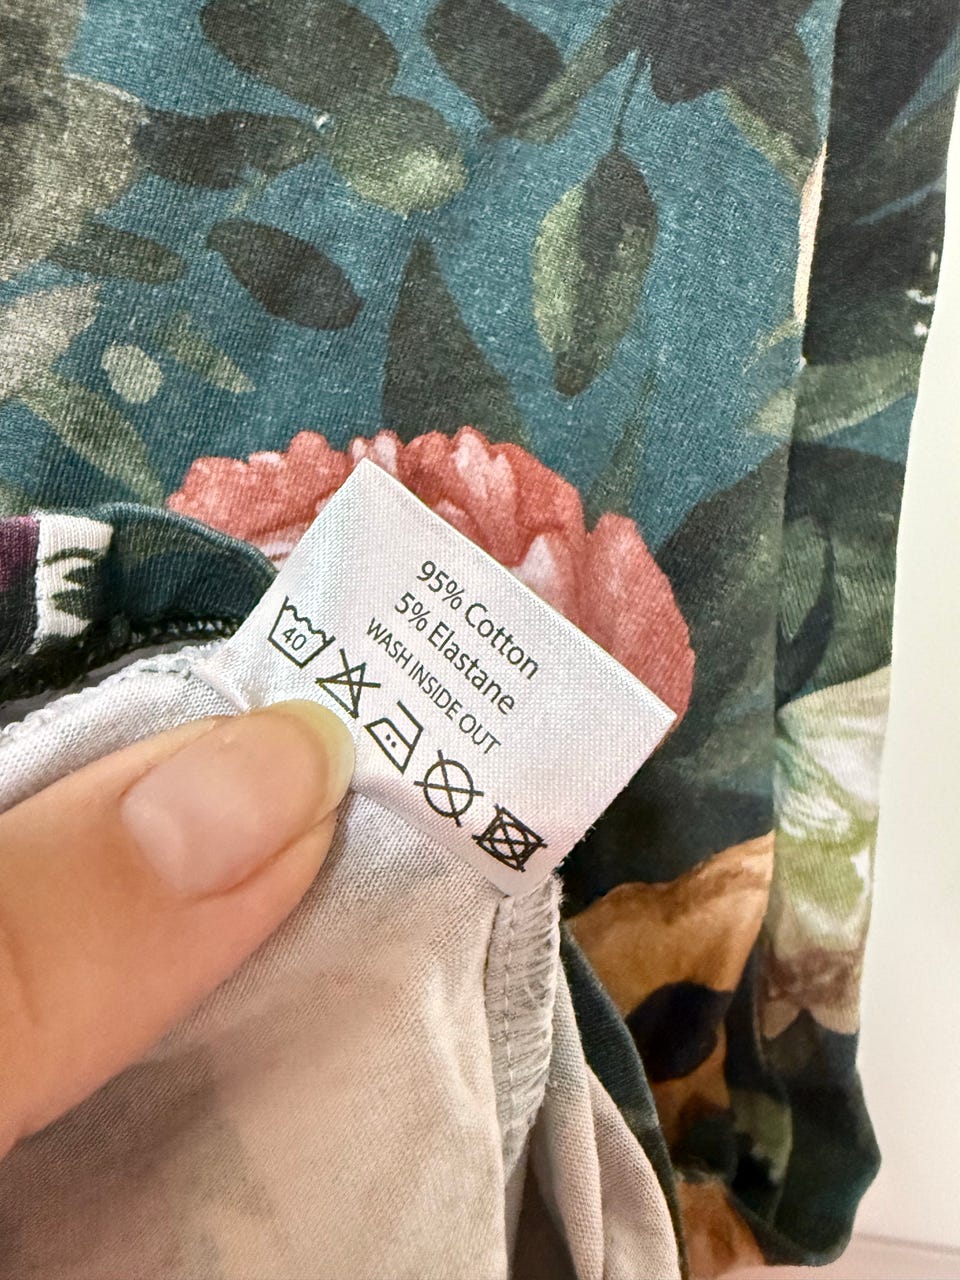 95% Cotton
5% Elastane
WASH INSIDE OUT
40